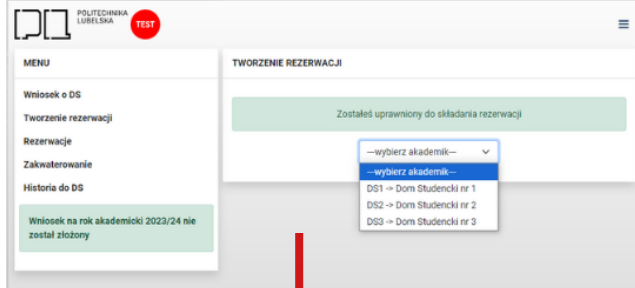 POLITECHNIKA
LUBELSKA
TEST
MENU
Wniosek o DS
Tworzenie rezerwacji
Rezerwacje
Zakwaterowanie
Historia do DS
Wniosek na rok akademicki 2023/24 nie
został złożony
TWORZENIE REZERWACJI
Zostałeś uprawniony do składania rezerwacji
---wybierz akademik---
---wybierz akademik---
DS1 -> Dom Studencki nr 1
DS2 -> Dom Studencki nr 2
DS3 -> Dom Studencki nr 3